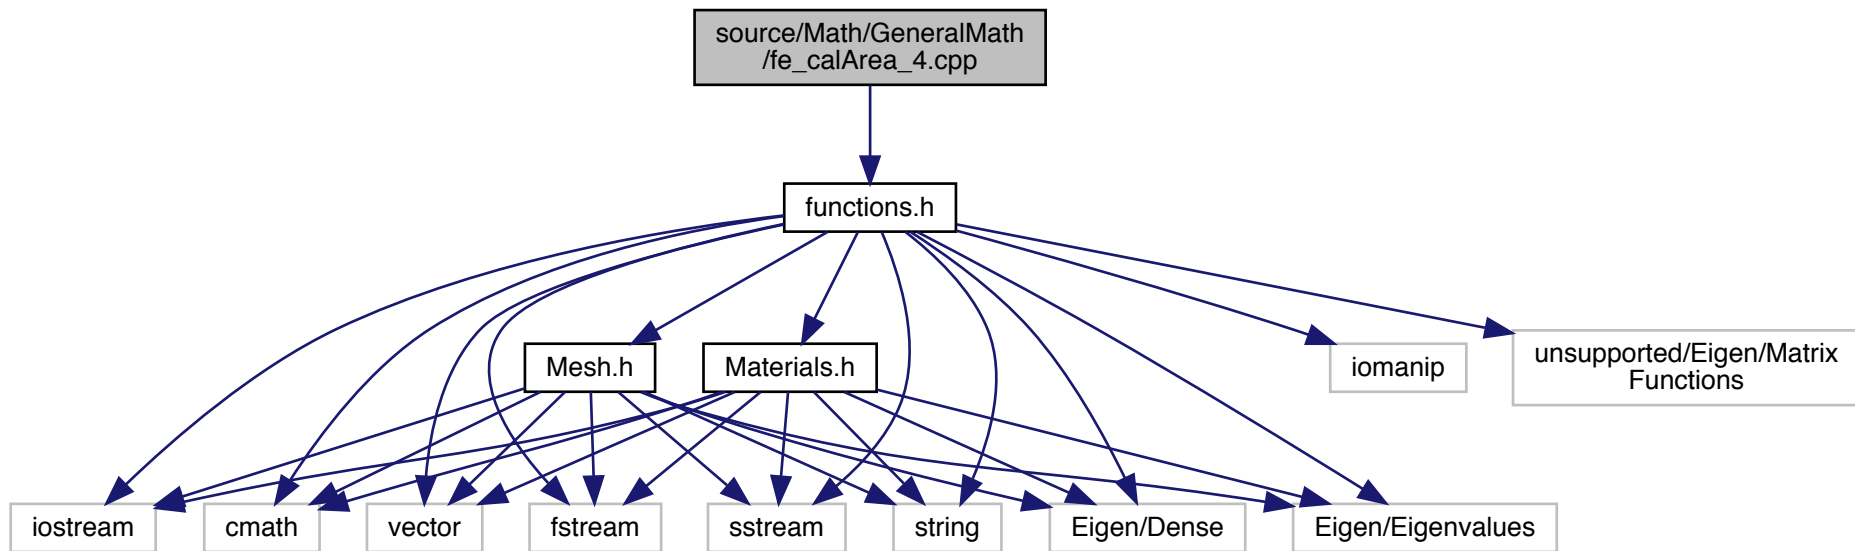 source/Math/GeneralMath
/fe_calArea_4.cpp
functions.h
Mesh.h
Materials.h
iomanip
unsupported/Eigen/Matrix
Functions
iostream
cmath
vector
fstream
sstream
string
Eigen/Dense
Eigen/Eigenvalues